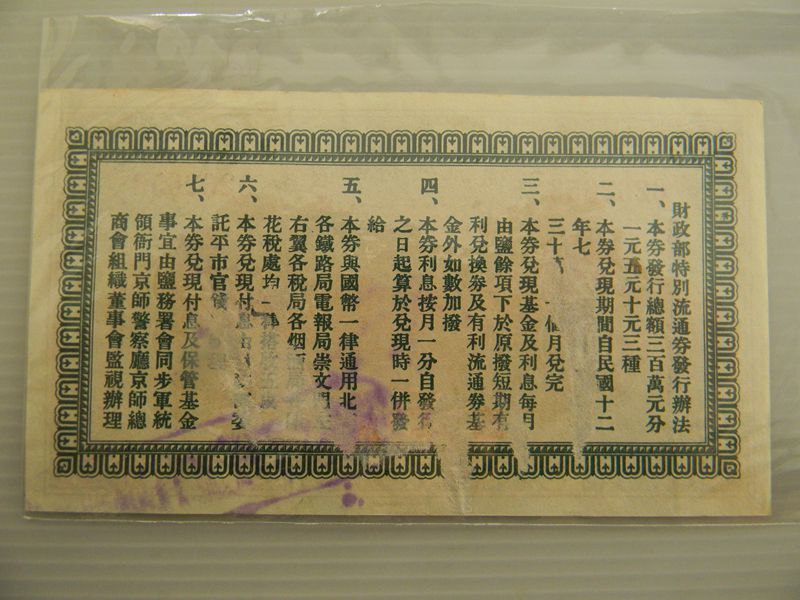 財政部特別流通券發行辦法
一、本券發行總額三百萬元分
一元五元十元三種
二、本券兌現期間自民國十二
年七
三十 個月兌完
三、本券兌現基金及利息每月
由鹽餘項下於原撥短期有
利兌換券及有利流通券基
金外如數加撥
四、本券利息按月一分自發行
之日起算於兌現時一併發
給
五、本券與國幣一律通用北
各鐵路局電報局崇文門
右翼各稅局各烟酒
花稅處均一律
六、本券兌現付息由
託平市官錢
七、本券兌現付息及保管基金
事宜由鹽務署會同步軍統
領衙門京師警察廳京師總
商會組織董事會監視辦理